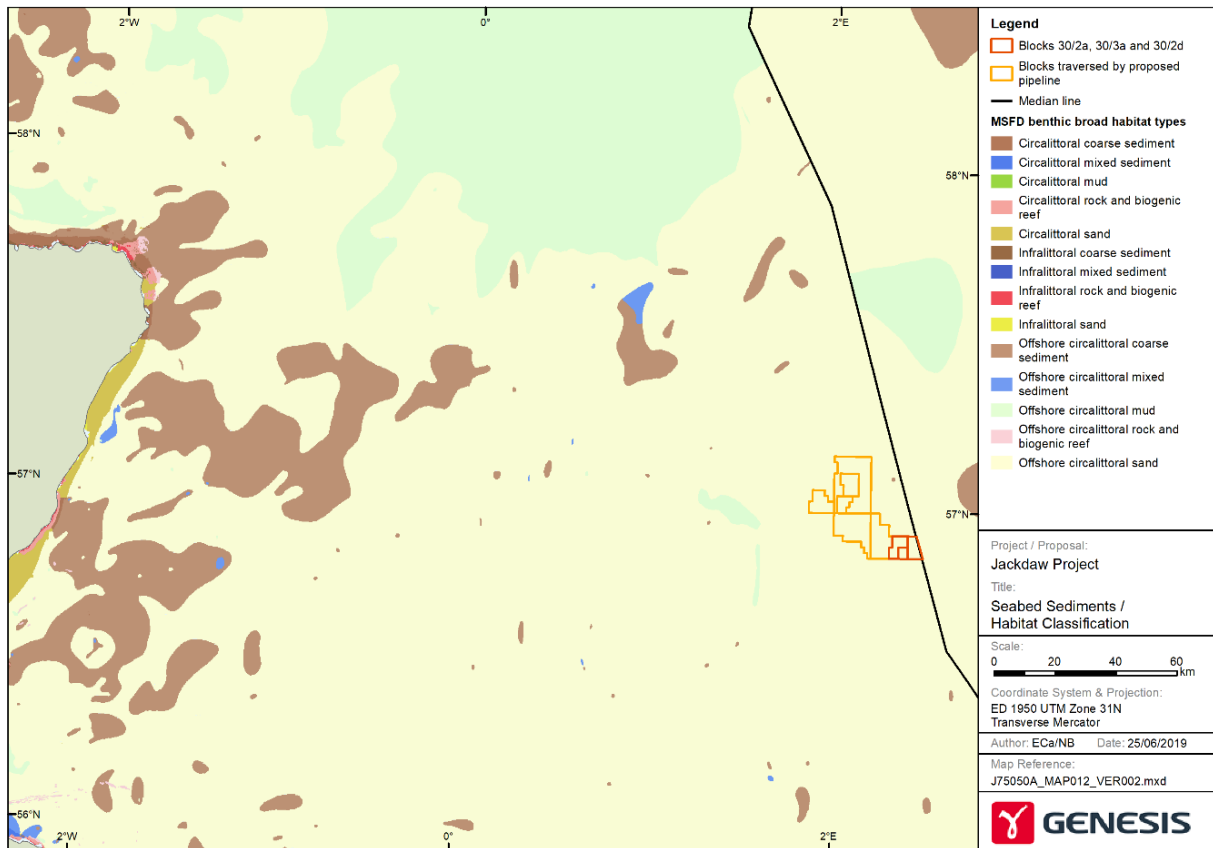 2°W 0° 2°E
58°N
58°N
57°N
57°N
56°N
2°W 0° 2°E
Legend
Blocks 30/2a, 30/3a and 30/2d
Blocks traversed by proposed
pipeline
Median line
MSFD benthic broad habitat types
Circalittoral coarse sediment
Circalittoral mixed sediment
Circalittoral mud
Circalittoral rock and biogenic
reef
Circalittoral sand
Infralittoral coarse sediment
Infralittoral mixed sediment
Infralittoral rock and biogenic
reef
Infralittoral sand
Offshore circalittoral coarse
sediment
Offshore circalittoral mixed
sediment
Offshore circalittoral mud
Offshore circalittoral rock and
biogenic reef
Offshore circalittoral sand
Project / Proposal:
Jackdaw Project
Title:
Seabed Sediments /
Habitat Classification
Scale:
0 20 40 60
km
Coordinate System & Projection:
ED 1950 UTM Zone 31N
Transverse Mercator
Author: ECa/NB Date: 25/06/2019
Map Reference:
J75050A_MAP012_VER002.mxd
GENESIS